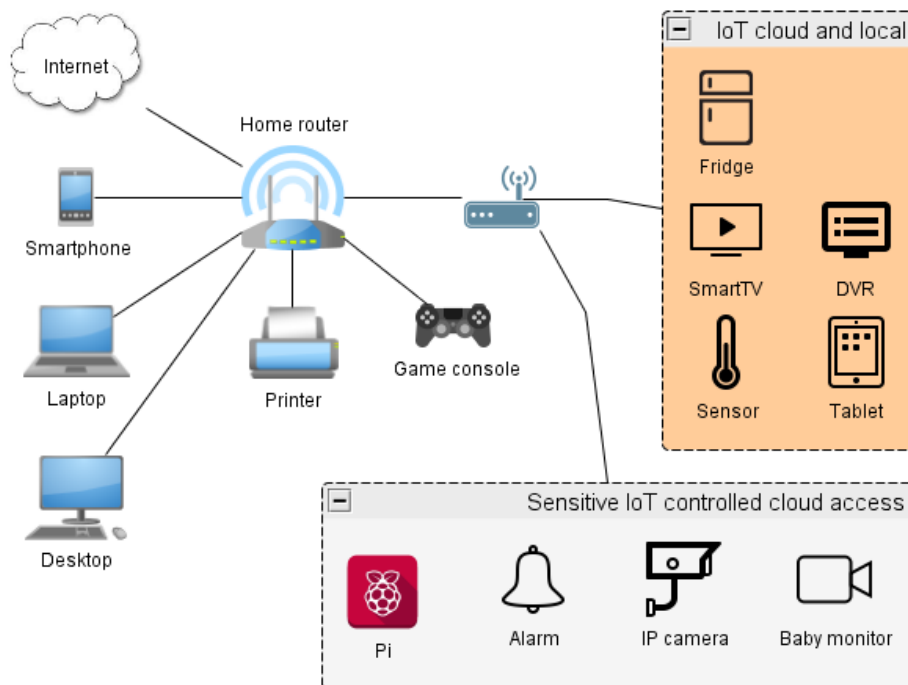 Internet
Home router
Smartphone
Laptop
Printer
Game console
Desktop
IoT cloud and local
Fridge
SmartTV
DVR
Sensor
Tablet
Sensitive IoT controlled cloud access
Pi
Alarm
IP camera
Baby monitor